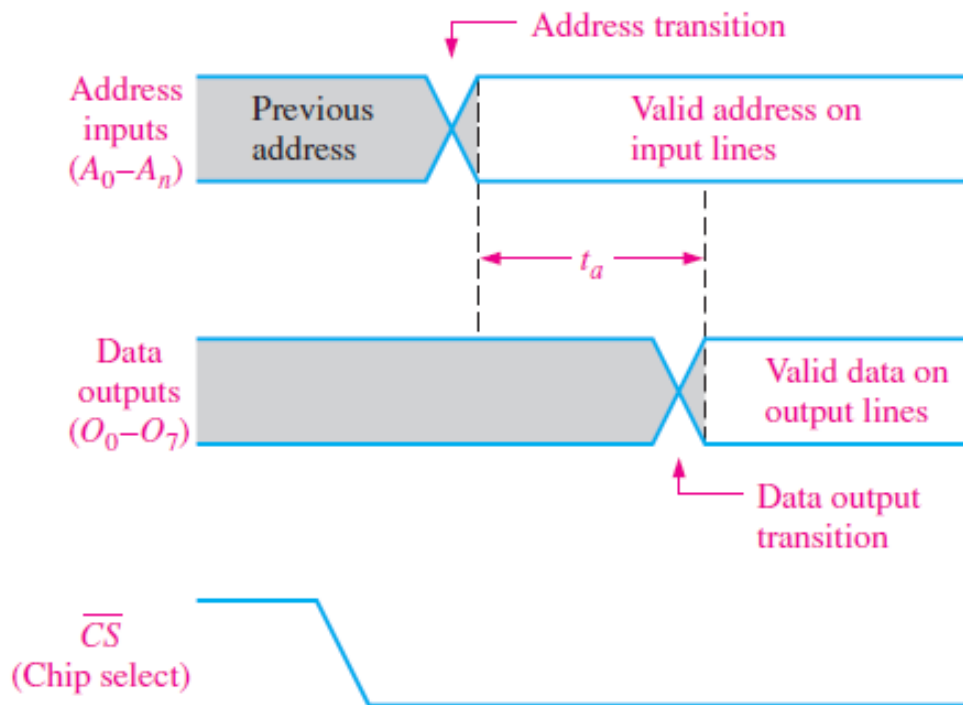 Address transition
Address
inputs
(A₀–Aₙ)
Previous
address
Valid address on
input lines
tₐ
Data
outputs
(O₀–O₇)
Valid data on
output lines
Data output
transition
C̅S̅
(Chip select)